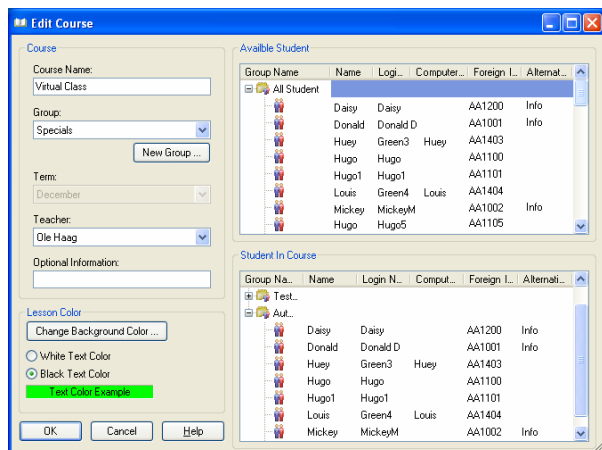 Edit Course
Course
Course Name:
Virtual Class
Group:
Specials
New Group ...
Term:
December
Teacher:
Ole Haag
Optional Information:
Lesson Color
Change Background Color ...
White Text Color
Black Text Color
Text Color Example
OK Cancel Help
Availble Student
Group Name Name Logi... Computer... Foreign I... Alternat...
All Student
Daisy Daisy AA1200 Info
Donald Donald D AA1001 Info
Huey Green3 Huey AA1403
Hugo Hugo AA1100
Hugo1 Hugo1 AA1101
Louis Green4 Louis AA1404
Mickey MickeyM AA1002 Info
Hugo Hugo5 AA1105
Student In Course
Group Na... Name Login N... Comput... Foreign I... Alternati...
Test...
Aut...
Daisy Daisy AA1200 Info
Donald Donald D AA1001 Info
Huey Green3 Huey AA1403
Hugo Hugo AA1100
Hugo1 Hugo1 AA1101
Louis Green4 Louis AA1404
Mickey MickeyM AA1002 Info